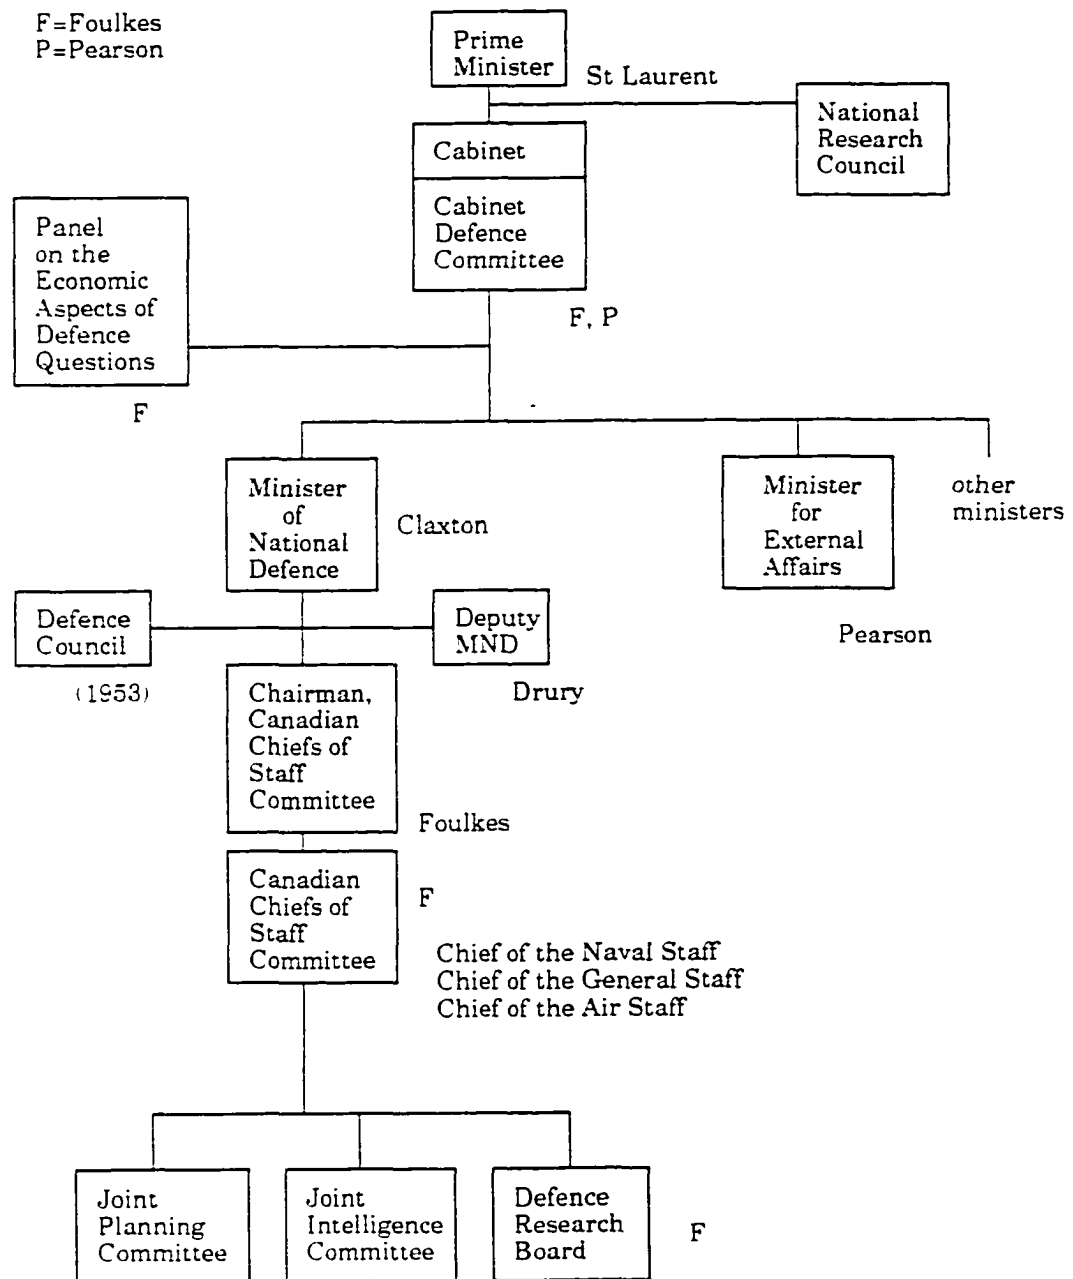 F=Foulkes
P=Pearson
Prime
Minister
St Laurent
National
Research
Council
Cabinet
Cabinet
Defence
Committee
F, P
Panel
on the
Economic
Aspects of
Defence
Questions
F
Minister
of
National
Defence
Claxton
Minister
for
External
Affairs
Pearson
other
ministers
Defence
Council
(1953)
Deputy
MND
Drury
Chairman,
Canadian
Chiefs of
Staff
Committee
Foulkes
Canadian
Chiefs of
Staff
Committee
F
Chief of the Naval Staff
Chief of the General Staff
Chief of the Air Staff
Joint
Planning
Committee
Joint
Intelligence
Committee
Defence
Research
Board
F